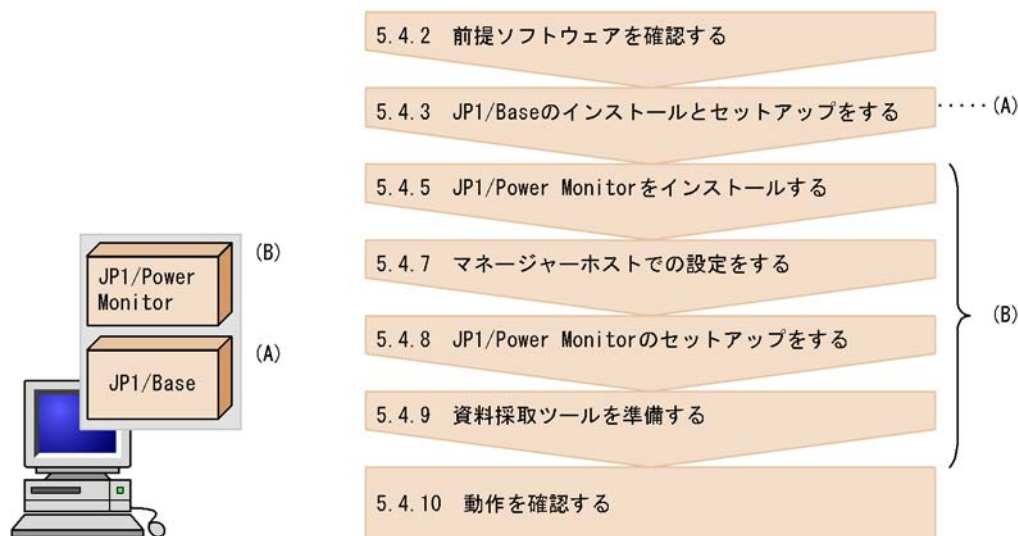 5.4.2 前提ソフトウェアを確認する
5.4.3 JP1/Baseのインストールとセットアップをする
(A)
5.4.5 JP1/Power Monitorをインストールする
5.4.7 マネージャーホストでの設定をする
5.4.8 JP1/Power Monitorのセットアップをする
5.4.9 資料採取ツールを準備する
(B)
5.4.10 動作を確認する
(B)
JP1/Power
Monitor
(A)
JP1/Base